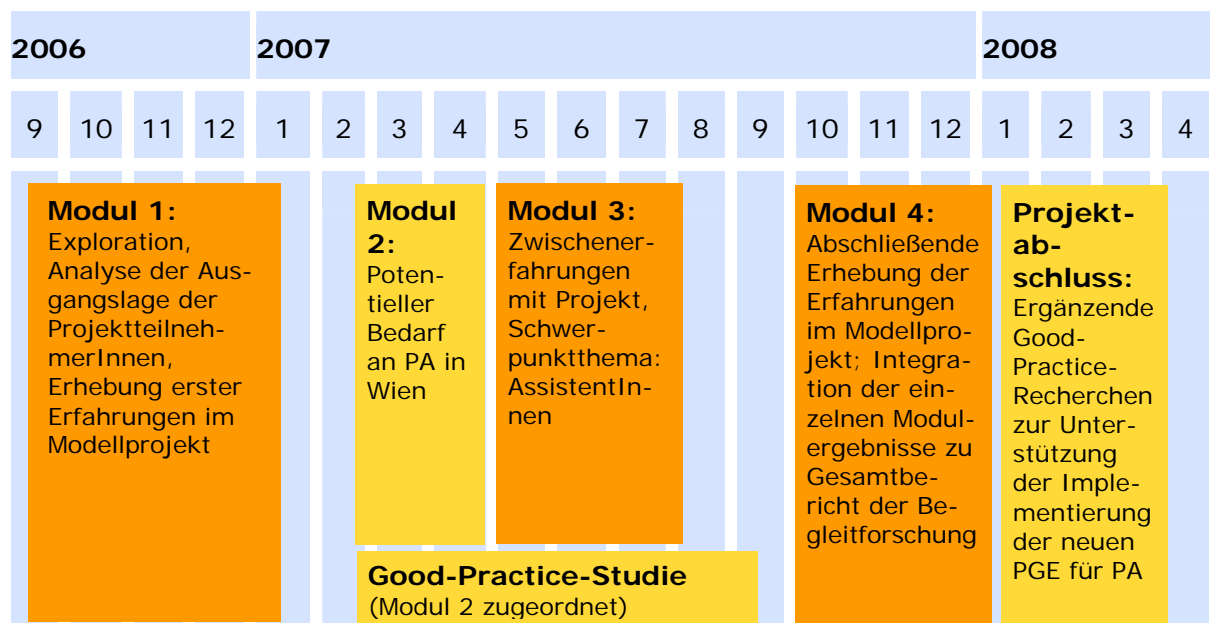 2006 2007 2008
9 10 11 12 1 2 3 4 5 6 7 8 9 10 11 12 1 2 3 4
Modul 1:
Exploration,
Analyse der Aus-
gangslage der
Projektteilneh-
merInnen,
Erhebung erster
Erfahrungen im
Modellprojekt
Modul
2:
Poten-
tieller
Bedarf
an PA in
Wien
Modul 3:
Zwischener-
fahrungen
mit Projekt,
Schwer-
punktthema:
AssistentIn-
nen
Good-Practice-Studie
(Modul 2 zugeordnet)
Modul 4:
Abschließende
Erhebung der
Erfahrungen
im Modellpro-
jekt; Integra-
tion der ein-
zelnen Modul-
ergebnisse zu
Gesamtbe-
richt der Be-
gleitforschung
Projekt-
ab-
schluss:
Ergänzende
Good-
Practice-
Recherchen
zur Unter-
stützung
der Imple-
mentierung
der neuen
PGE für PA